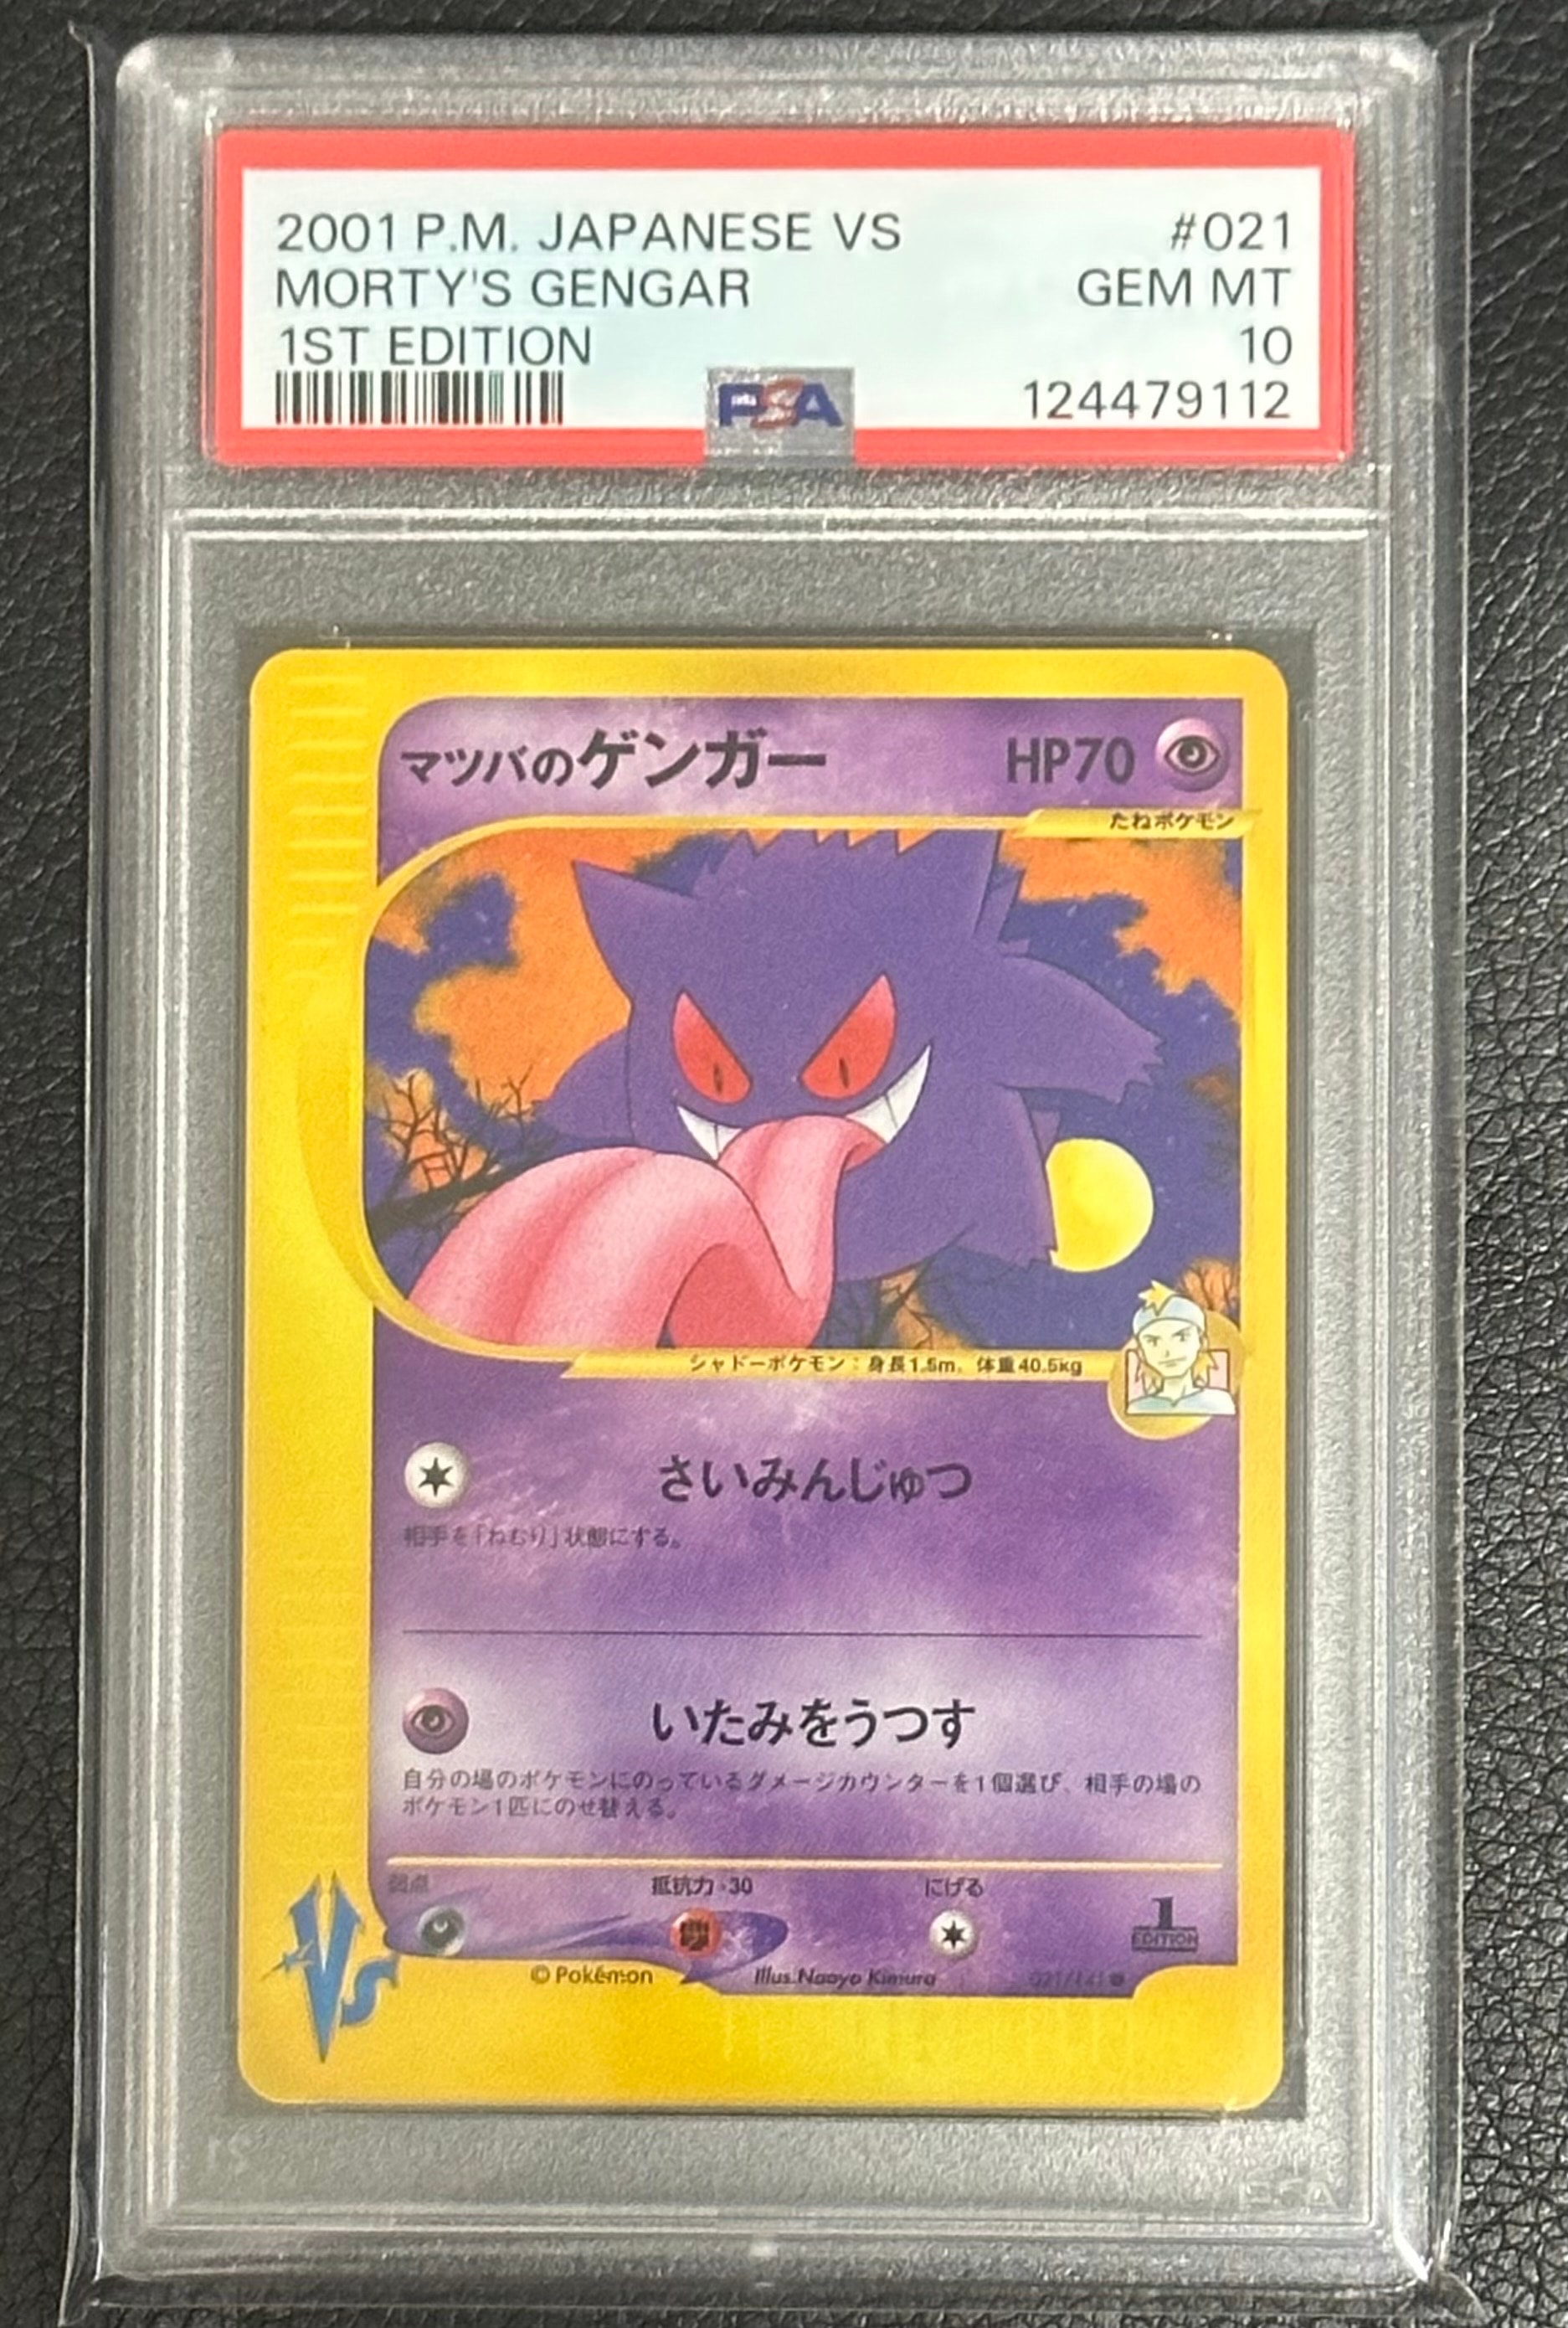 2001 P.M. JAPANESE VS #021
MORTY'S GENGAR GEM MT
1ST EDITION 10
PSA 124479112
マツバのゲンガー HP70
たねポケモン
シャドーポケモン：身長1.5m、体重40.5kg
さいみんじゅつ
相手を「ねむり」状態にする。
いたみをうつす
自分の場のポケモンにのっているダメージカウンターを1個選び、相手の場の
ポケモン1匹にのせ替える。
弱点 抵抗力-30 にげる
1
EDITION
VS
©Pokémon Illus.Naoyo Kimura 021/141
PSA